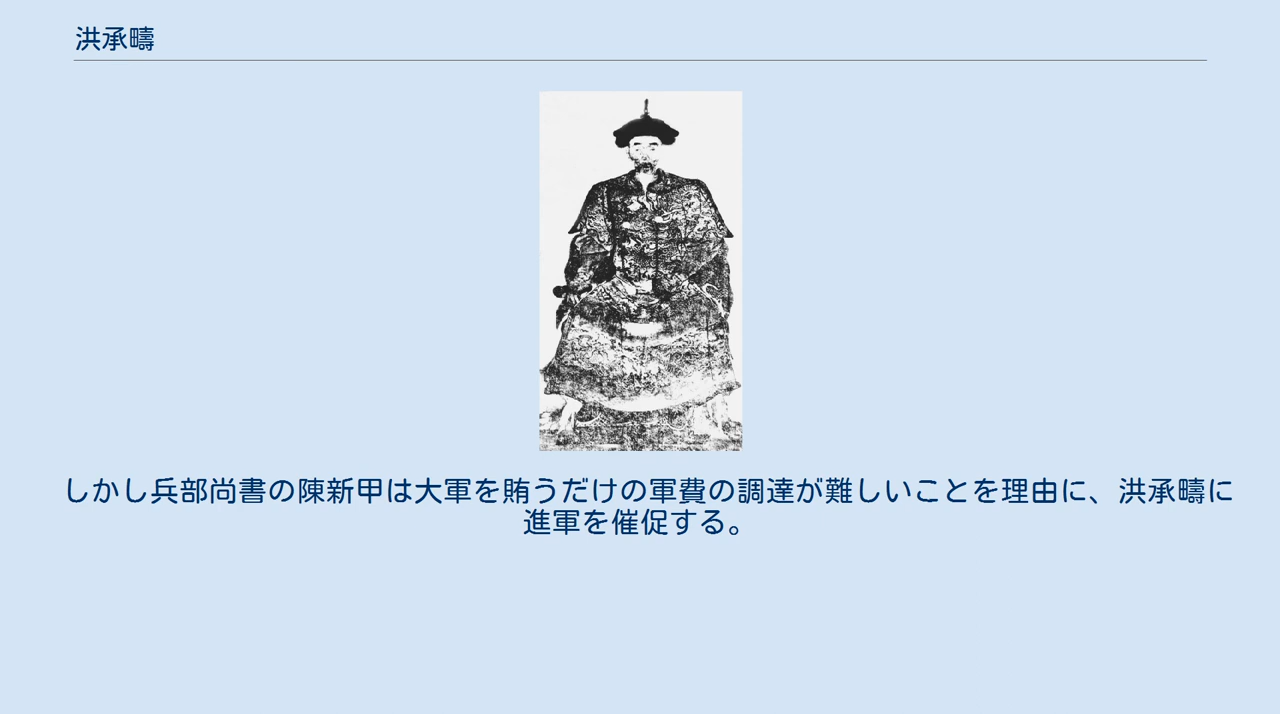 洪承疇
しかし兵部尚書の陳新甲は大軍を賄うだけの軍費の調達が難しいことを理由に、洪承疇に
進軍を催促する。